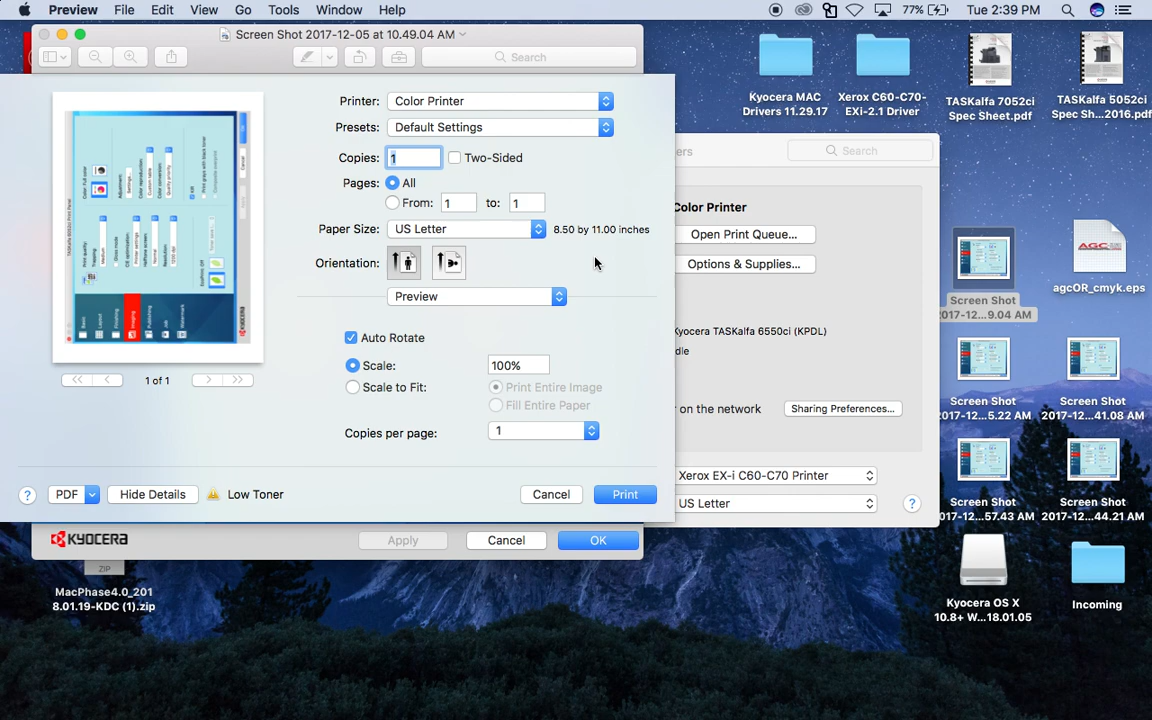 Preview File Edit View Go Tools Window Help 77% Tue 2:39 PM
Screen Shot 2017-12-05 at 10.49.04 AM
Search
Printer: Color Printer
Presets: Default Settings
Copies: 1 Two-Sided
Pages: All
From: 1 to: 1
Paper Size: US Letter 8.50 by 11.00 inches
Orientation:
Preview
Auto Rotate
Scale: 100%
Scale to Fit: Print Entire Image
Fill Entire Paper
Copies per page: 1
1 of 1
? PDF Hide Details Low Toner Cancel Print
KYOCERA Apply Cancel OK
ers Search
Color Printer
Open Print Queue...
Options & Supplies...
Kyocera TASKalfa 6550ci (KPDL)
dle
on the network Sharing Preferences...
Xerox EX-i C60-C70 Printer
US Letter ?
Kyocera MAC
Drivers 11.29.17
Xerox C60-C70-
EXI-2.1 Driver
TASKalfa 7052ci
Spec Sheet.pdf
TASKalfa 5052ci
Spec Sh...2016.pdf
Screen Shot
2017-12...9.04 AM
AGC
agcOR_cmyk.eps
Screen Shot
2017-12...5.22 AM
Screen Shot
2017-12...41.08 AM
Screen Shot
017-12...57.43 AM
Screen Shot
2017-12...44.21 AM
Kyocera OS X
10.8+ W...18.01.05
Incoming
ZIP
MacPhase4.0_201
8.01.19-KDC (1).zip